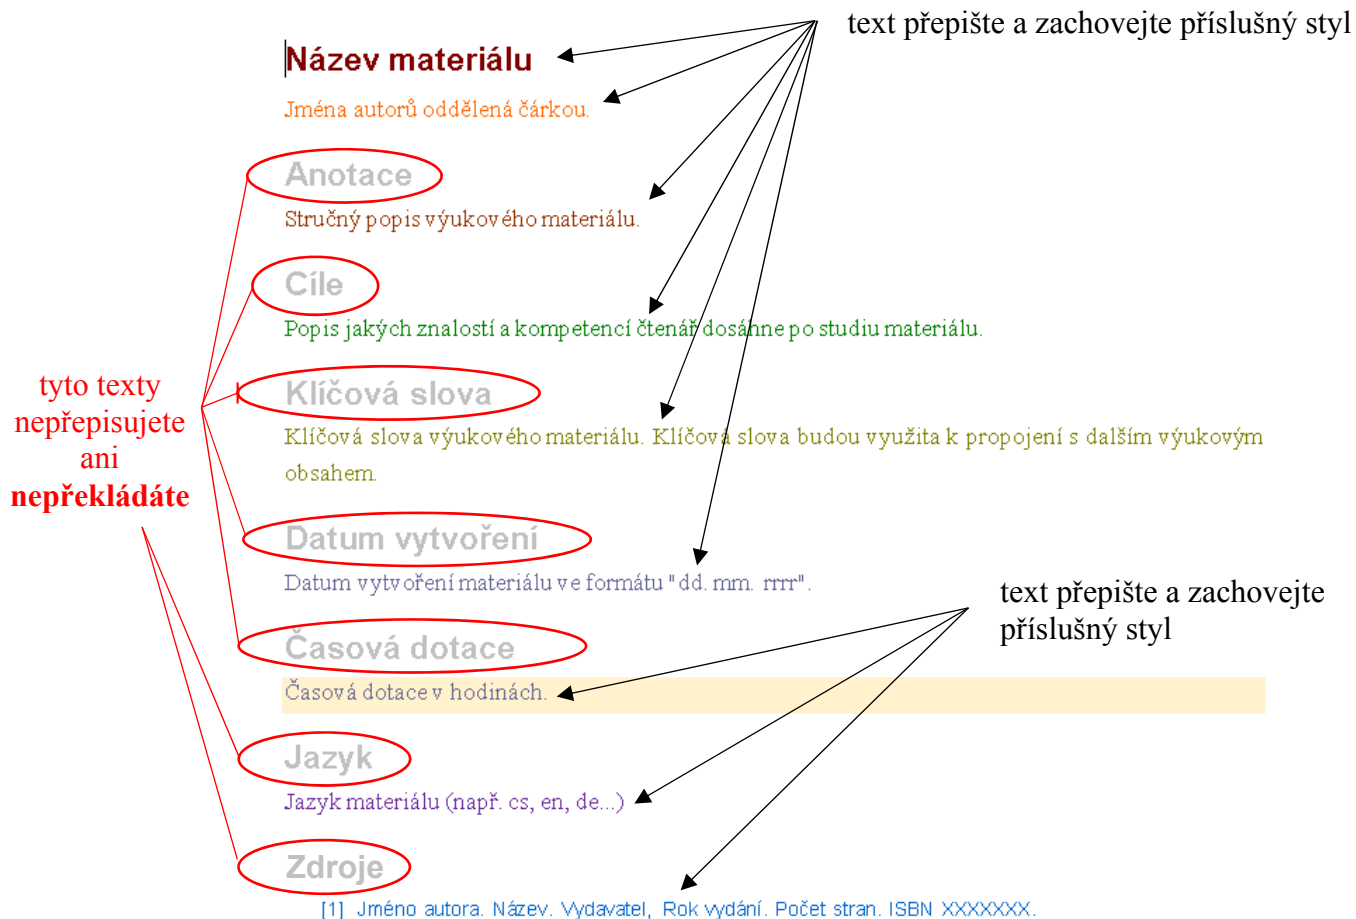 text přepište a zachovejte příslušný styl
Název materiálu
Jména autorů oddělená čárkou.
Anotace
Stručný popis výukového materiálu.
Cíle
Popis jakých znalostí a kompetencí čtenář dosáhne po studiu materiálu.
tyto texty
nepřepisujete
ani
nepřekládáte
Klíčová slova
Klíčová slova výukového materiálu. Klíčová slova budou využita k propojení s dalším výukovým
obsahem.
Datum vytvoření
Datum vytvoření materiálu ve formátu "dd. mm. rrrr".
text přepište a zachovejte
příslušný styl
Časová dotace
Časová dotace v hodinách.
Jazyk
Jazyk materiálu (např. cs, en, de...)
Zdroje
[1] Jméno autora. Název. Vydavatel, Rok vydání. Počet stran. ISBN XXXXXXX.